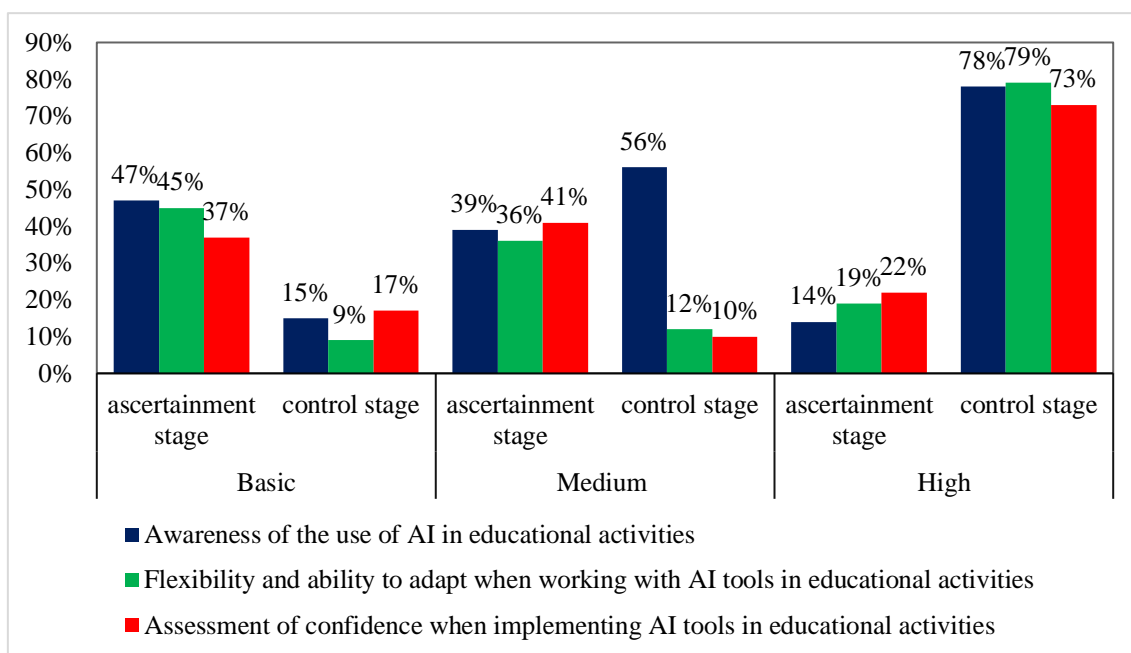 90%
80%
70%
60%
50%
40%
30%
20%
10%
0%
47%
45%
37%
15%
9%
17%
39%
36%
41%
56%
12%
10%
14%
19%
22%
78%
79%
73%
ascertainment
stage
control stage
ascertainment
stage
control stage
ascertainment
stage
control stage
Basic
Medium
High
Awareness of the use of AI in educational activities
Flexibility and ability to adapt when working with AI tools in educational activities
Assessment of confidence when implementing AI tools in educational activities